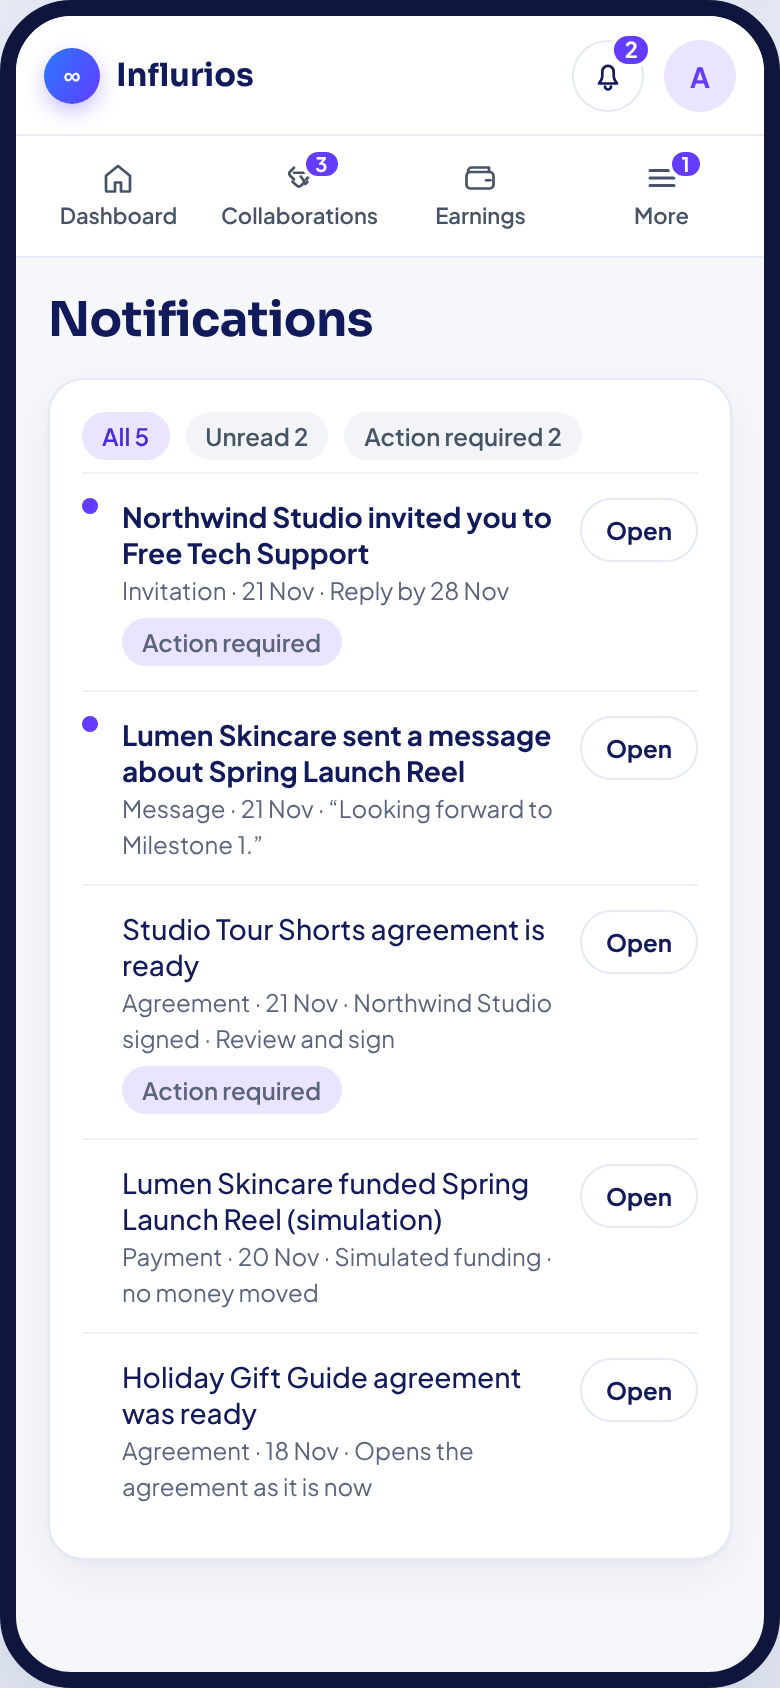 ∞ Influrios
2
A
Dashboard
3
Collaborations
Earnings
1
More
Notifications
All 5
Unread 2
Action required 2
Northwind Studio invited you to
Free Tech Support
Invitation · 21 Nov · Reply by 28 Nov
Action required
Open
Lumen Skincare sent a message
about Spring Launch Reel
Message · 21 Nov · “Looking forward to
Milestone 1.”
Open
Studio Tour Shorts agreement is
ready
Agreement · 21 Nov · Northwind Studio
signed · Review and sign
Action required
Open
Lumen Skincare funded Spring
Launch Reel (simulation)
Payment · 20 Nov · Simulated funding ·
no money moved
Open
Holiday Gift Guide agreement
was ready
Agreement · 18 Nov · Opens the
agreement as it is now
Open